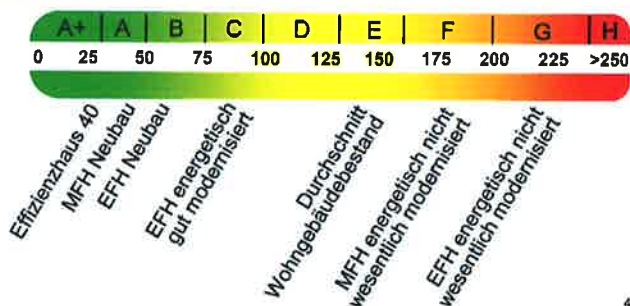 A+ A B C D E F G H
0 25 50 75 100 125 150 175 200 225 >250
Effizienzhaus 40
MFH Neubau
EFH Neubau
EFH energetisch
gut modernisiert
Durchschnitt
Wohngebäudebestand
MFH energetisch nicht
wesentlich modernisiert
EFH energetisch nicht
wesentlich modernisiert